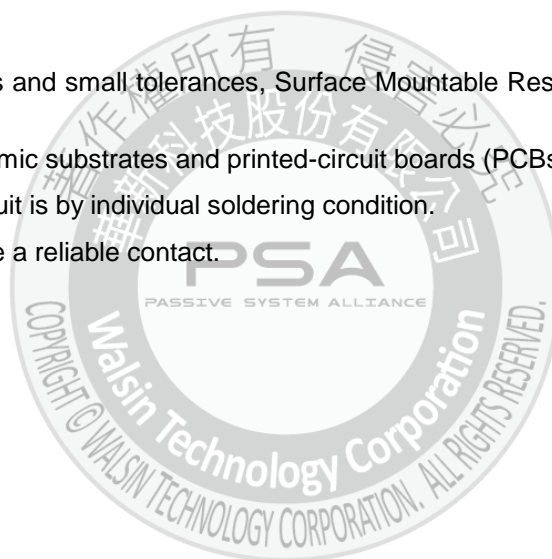 s and small tolerances, Surface Mountable Res
mic substrates and printed-circuit boards (PCBs
uit is by individual soldering condition.
e a reliable contact.
著作權所有 侵害必究
華新科技股份有限公司
PSA
PASSIVE SYSTEM ALLIANCE
Walsin Technology Corporation
COPYRIGHT © WALSIN TECHNOLOGY CORPORATION. ALL RIGHTS RESERVED.